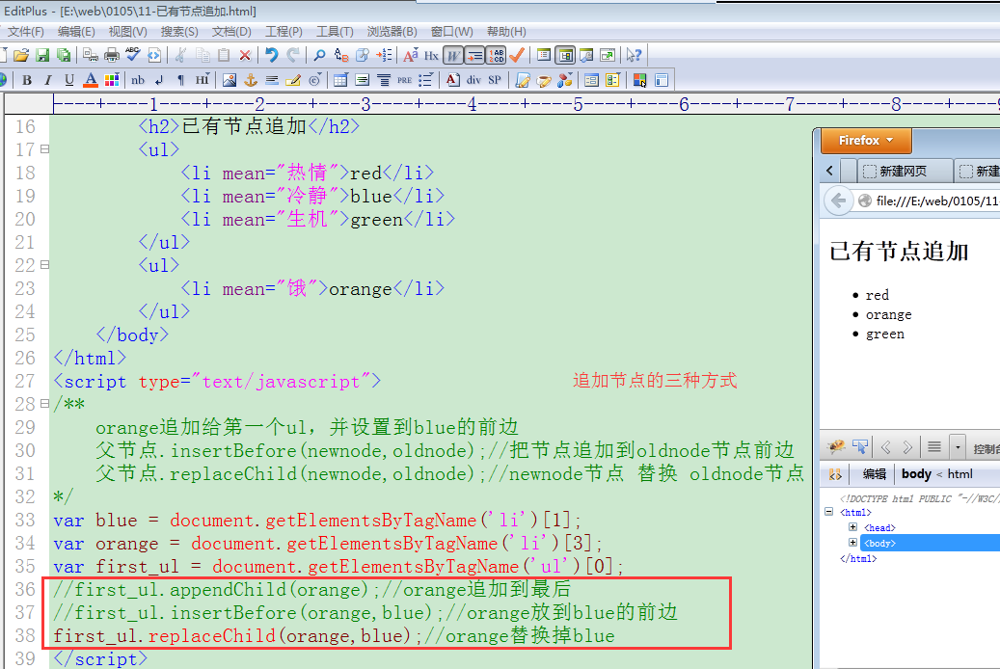 EditPlus - [E:\web\0105\11-已有节点追加.html]
文件(F) 编辑(E) 视图(V) 搜索(S) 文档(D) 工程(P) 工具(T) 浏览器(B) 窗口(W) 帮助(H)
Hx W
B I U A nb ¶ HI PRE A div SP
----+----1----+----2----+----3----+----4----+----5----+----6----+----7----+----8----+----9
16 <h2>已有节点追加</h2>
17 <ul>
18 <li mean="热情">red</li>
19 <li mean="冷静">blue</li>
20 <li mean="生机">green</li>
21 </ul>
22 <ul>
23 <li mean="饿">orange</li>
24 </ul>
25 </body>
26 </html>
27 <script type="text/javascript"> 追加节点的三种方式
28 /**
29 orange追加给第一个ul，并设置到blue的前边
30 父节点.insertBefore(newnode,oldnode);//把节点追加到oldnode节点前边
31 父节点.replaceChild(newnode,oldnode);//newnode节点 替换 oldnode节点
32 */
33 var blue = document.getElementsByTagName('li')[1];
34 var orange = document.getElementsByTagName('li')[3];
35 var first_ul = document.getElementsByTagName('ul')[0];
36 //first_ul.appendChild(orange);//orange追加到最后
37 //first_ul.insertBefore(orange,blue);//orange放到blue的前边
38 first_ul.replaceChild(orange,blue);//orange替换掉blue
39 </script>
Firefox
新建网页 新建
file:///E:/web/0105/11-
已有节点追加
red
orange
green
控制台
编辑 body < html
<!DOCTYPE html PUBLIC "-//W3C/
<html>
<head>
<body>
</html>